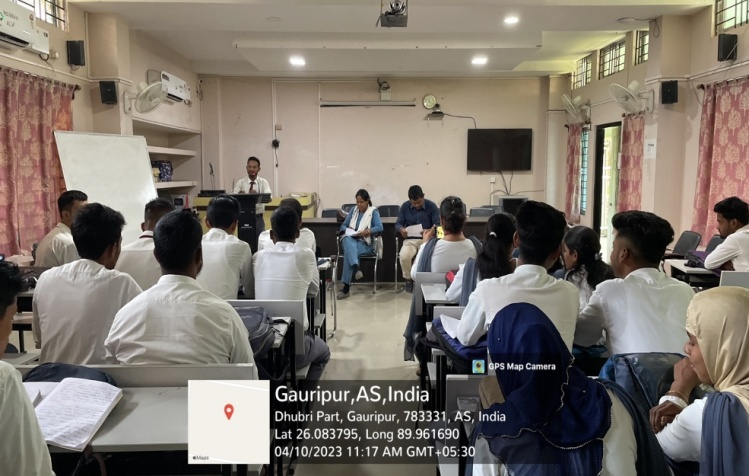 GPS Map Camera
Gauripur,AS,India
Dhubri Part, Gauripur, 783331, AS, India
Lat 26.083795, Long 89.961690
04/10/2023 11:17 AM GMT+05:30
Maps